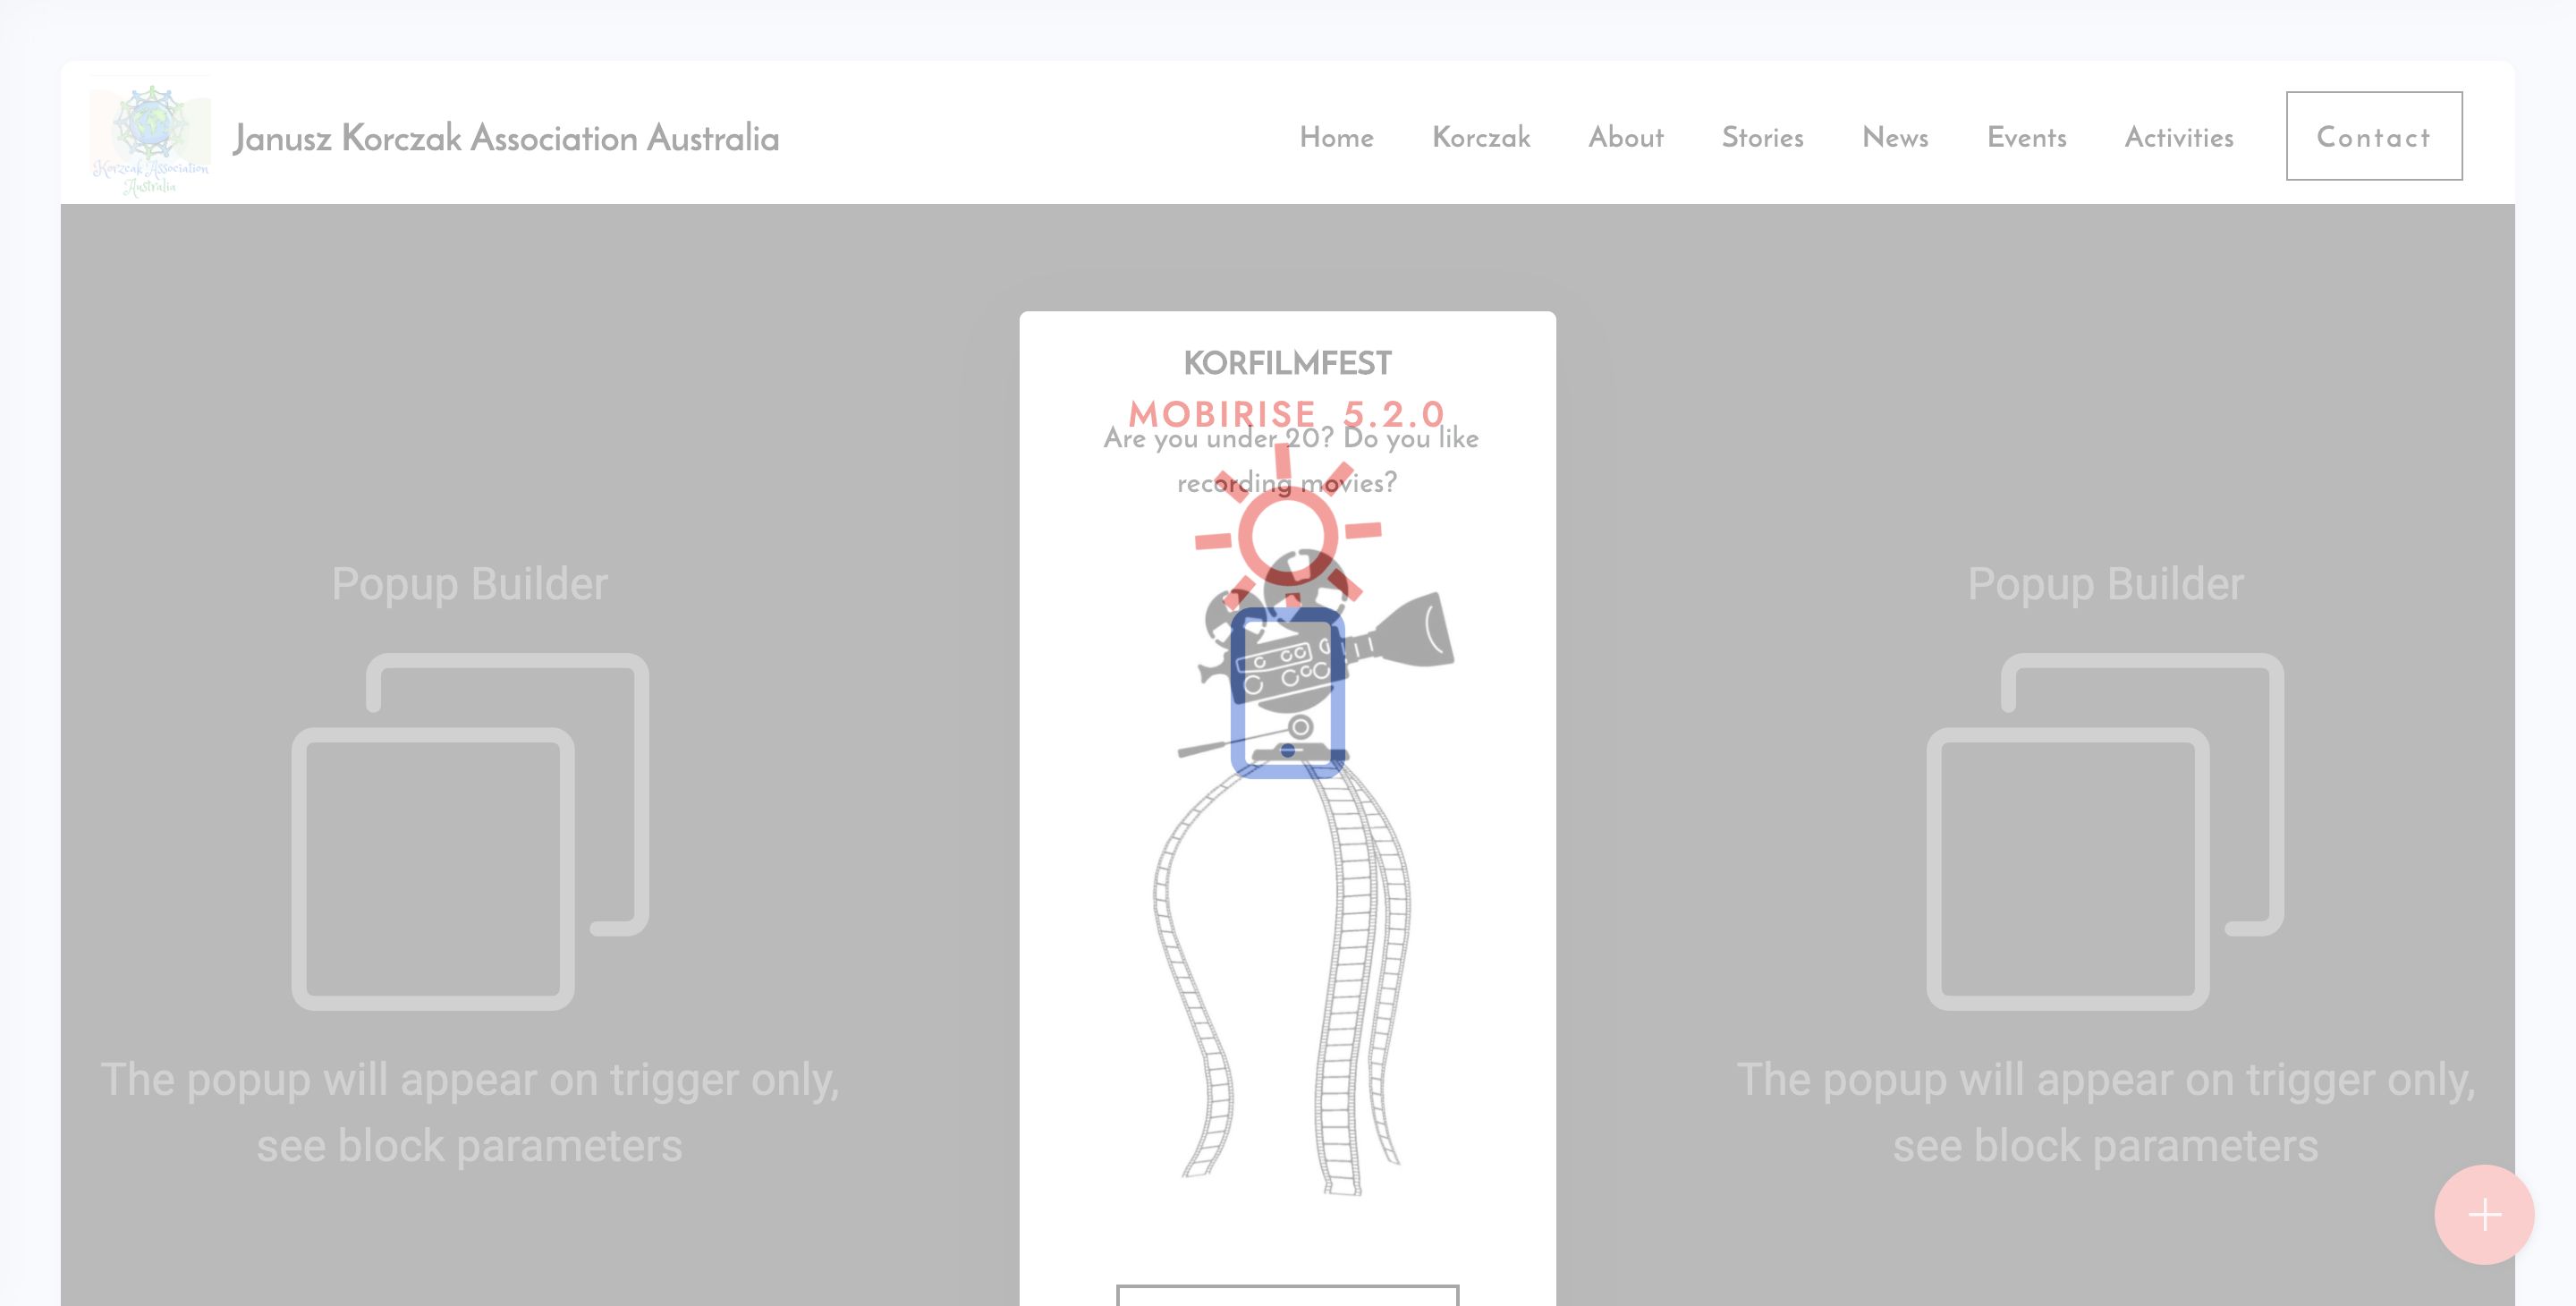 Korzcak Association
Australia
Janusz Korczak Association Australia
Home
Korczak
About
Stories
News
Events
Activities
Contact
KORFILMFEST
MOBIRISE 5.2.0
Are you under 20? Do you like
recording movies?
Popup Builder
The popup will appear on trigger only,
see block parameters
Popup Builder
The popup will appear on trigger only,
see block parameters